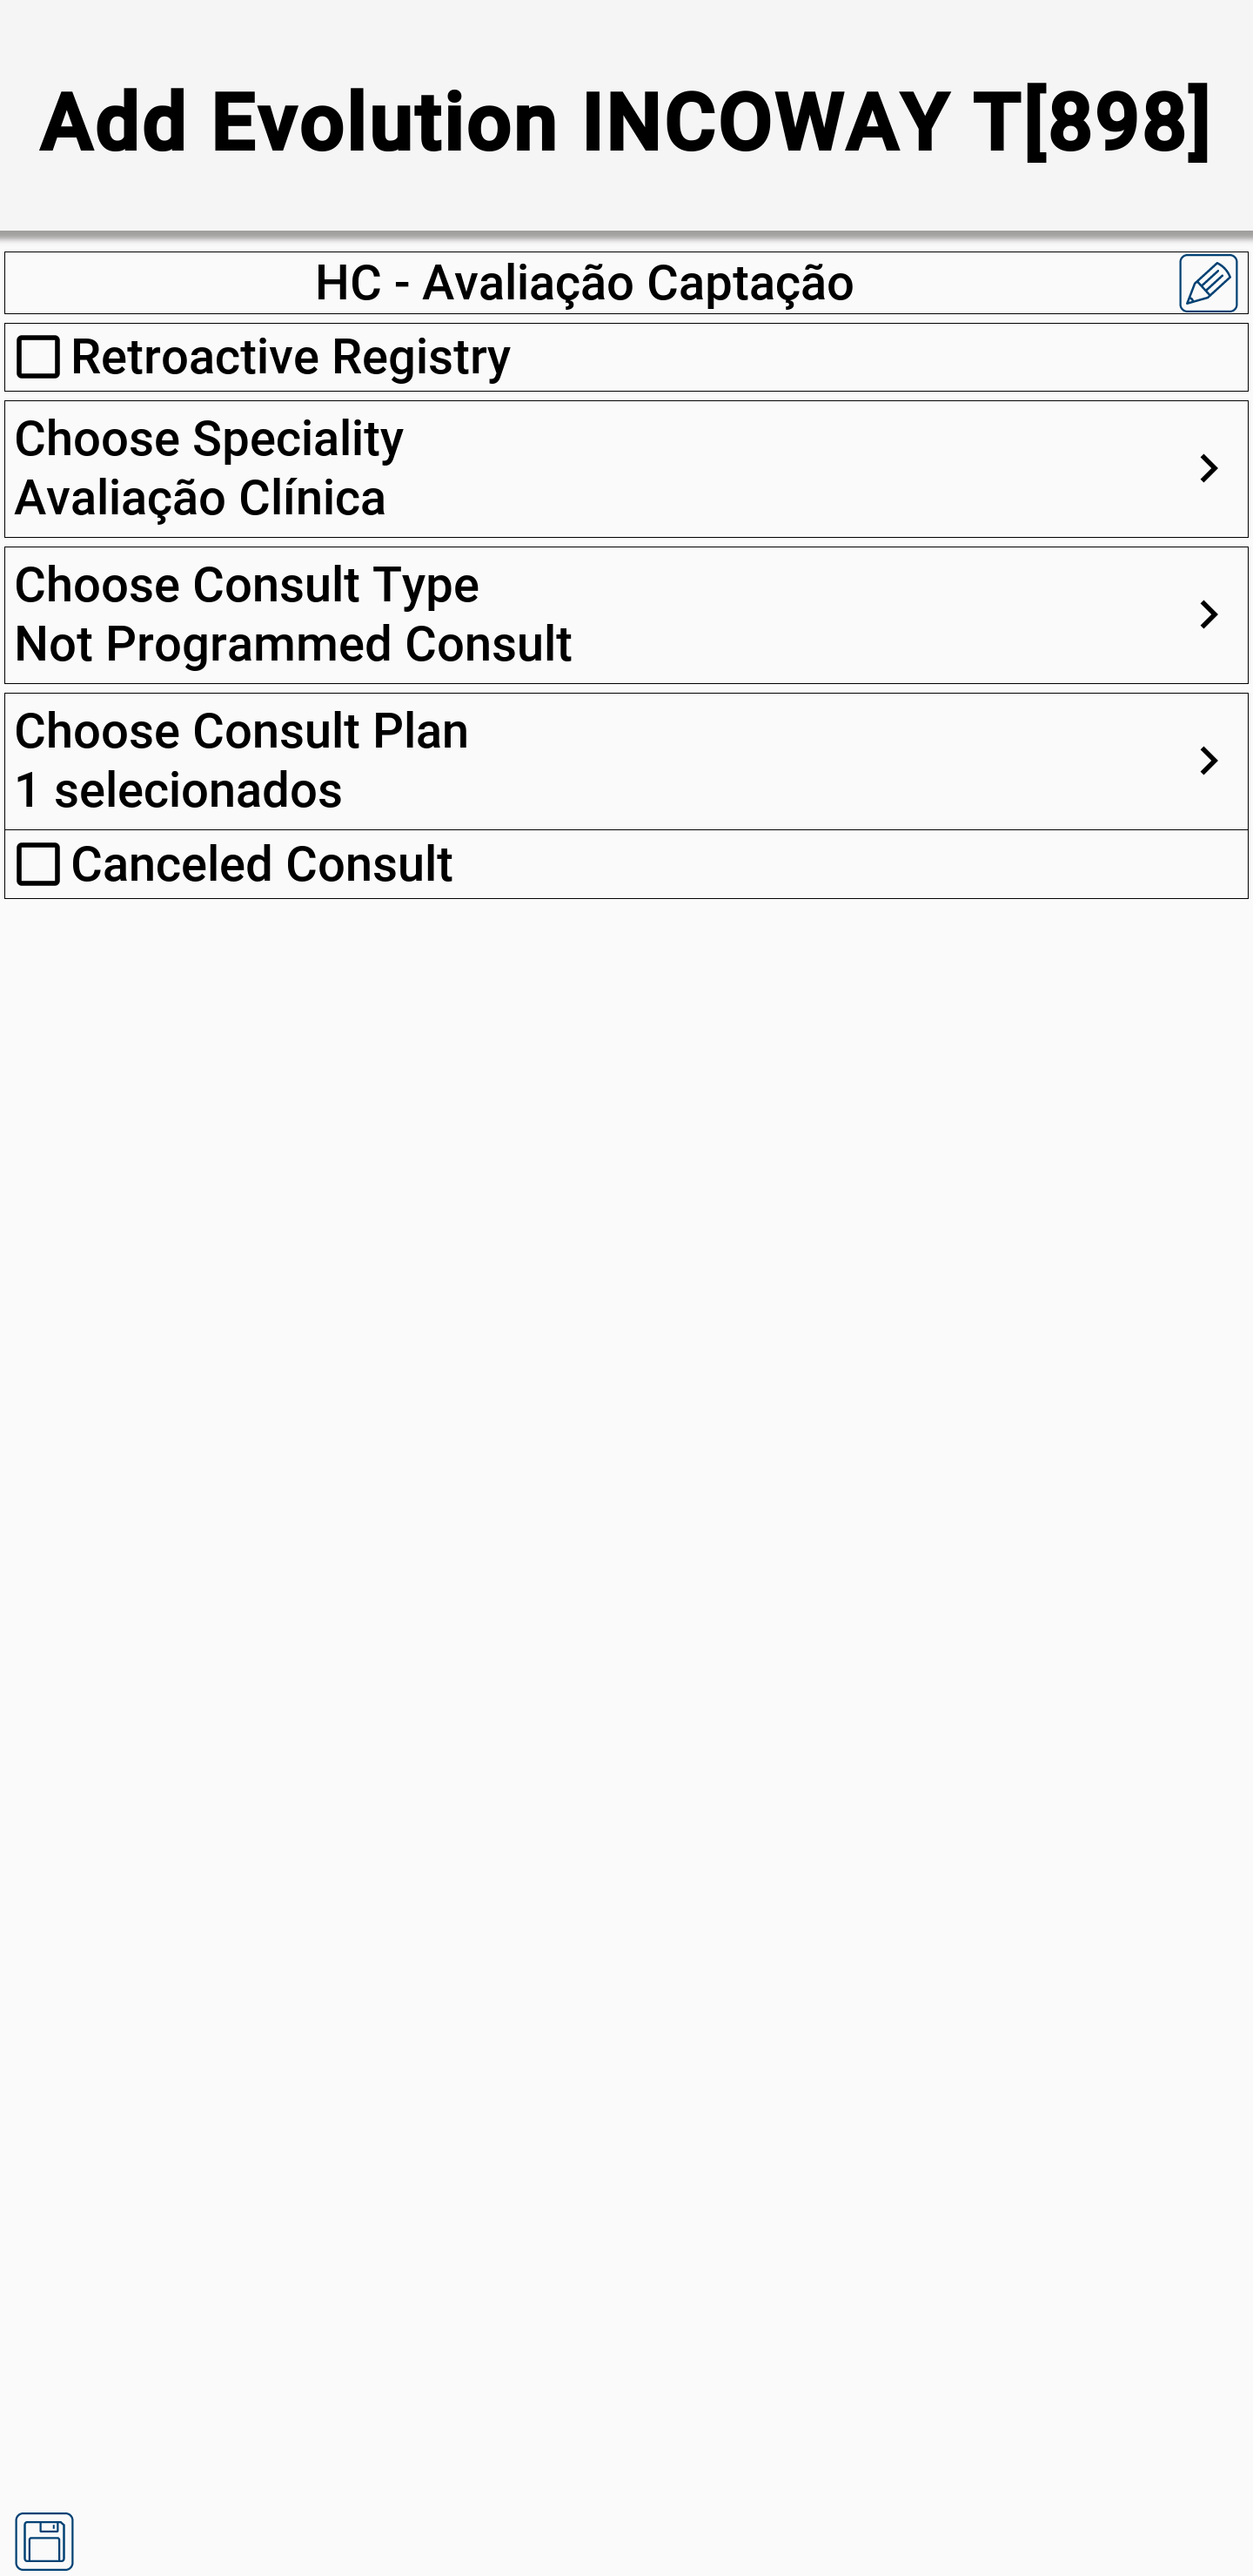 Add Evolution INCOWAY T[898]
HC - Avaliação Captação
Retroactive Registry
Choose Speciality
Avaliação Clínica
Choose Consult Type
Not Programmed Consult
Choose Consult Plan
1 selecionados
Canceled Consult